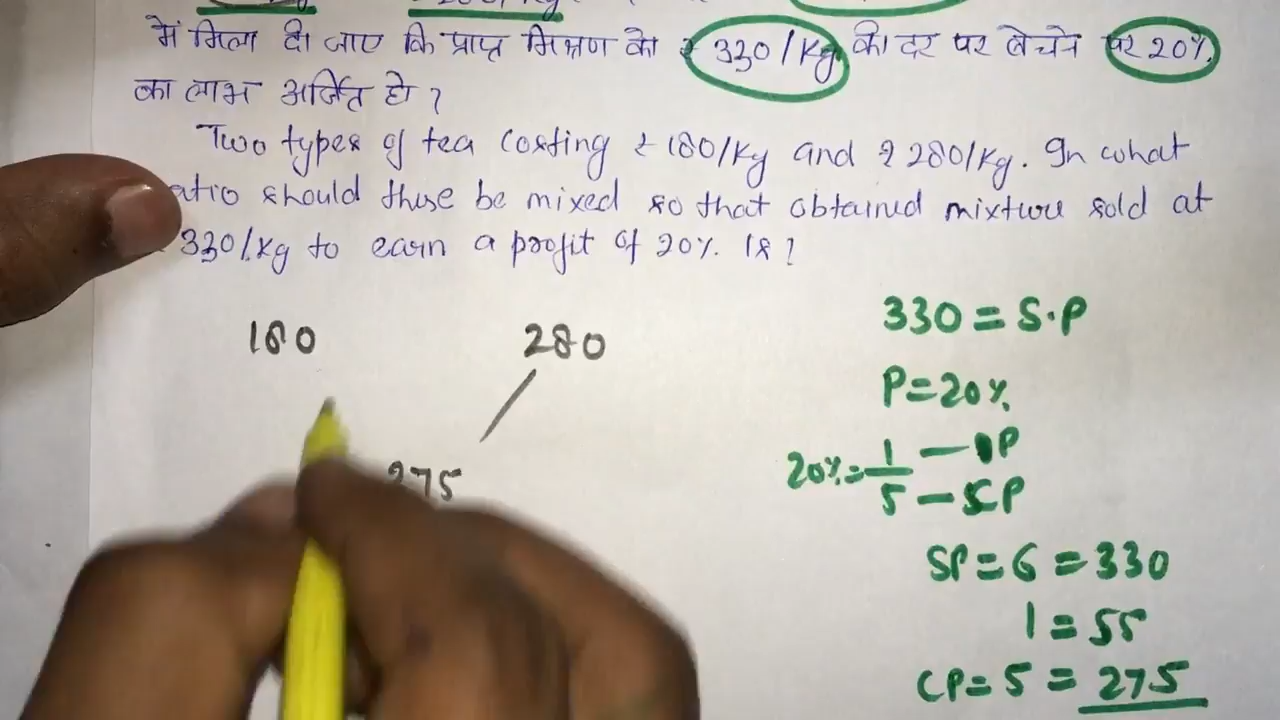 में मिला दी जाए कि प्राप्त मिश्रण को ₹ 330/Kg की दर पर बेचने पर 20%
का लाभ अर्जित हो ?
Two types of tea costing ₹ 180/Kg and ₹ 280/Kg. In what
ratio should these be mixed so that obtained mixture sold at
330/Kg to earn a profit of 20%. Is ?
180 280
275
330 = S.P
P = 20%
20% = 1/5 — P
— CP
SP = 6 = 330
1 = 55
CP = 5 = 275